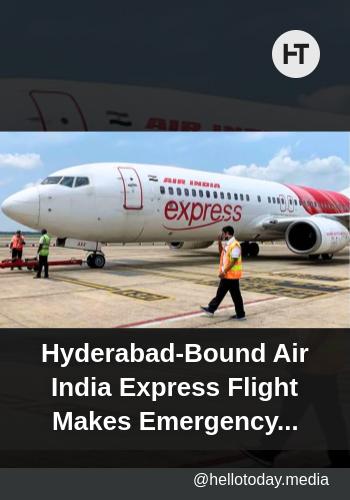 HT
AIR INDIA
express
Hyderabad-Bound Air
India Express Flight
Makes Emergency...
@hellotoday.media